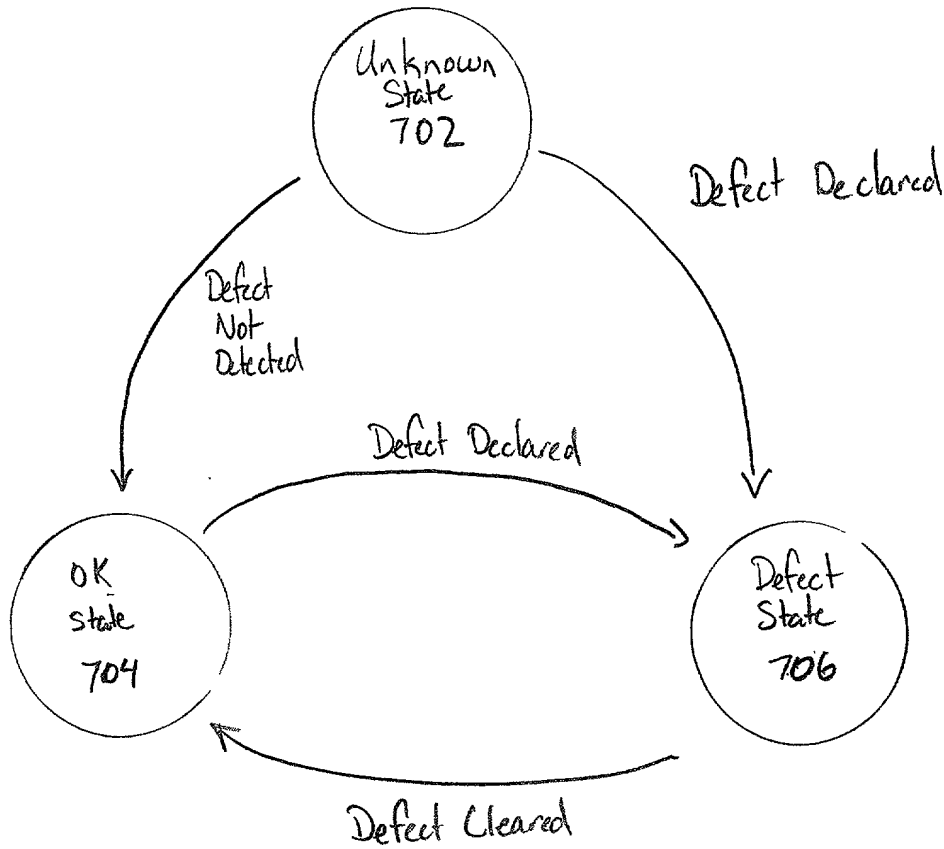 Unknown
State
702
Defect Declared
Defect
Not
Detected
Defect Declared
OK
State
704
Defect
State
706
Defect Cleared